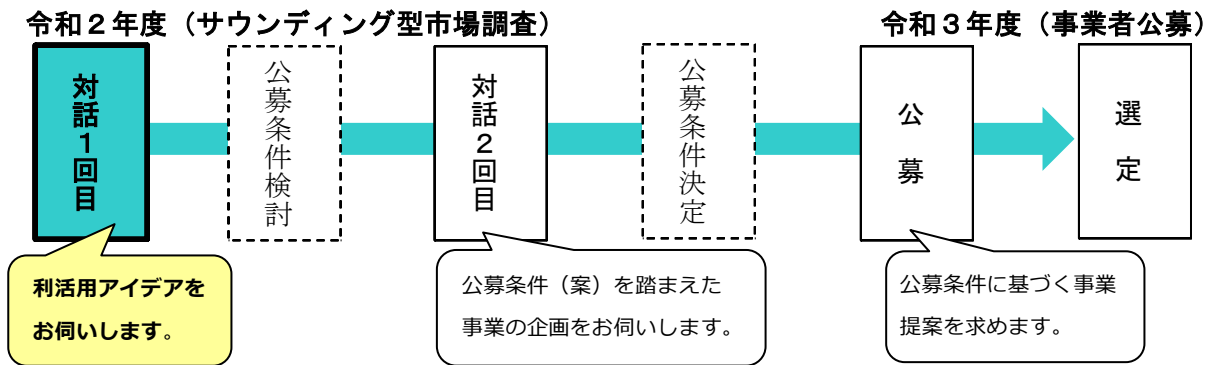 令和２年度（サウンディング型市場調査）
令和３年度（事業者公募）
対話１回目
公募条件検討
対話２回目
公募条件決定
公募
選定
利活用アイデアを
お伺いします。
公募条件（案）を踏まえた
事業の企画をお伺いします。
公募条件に基づく事業
提案を求めます。